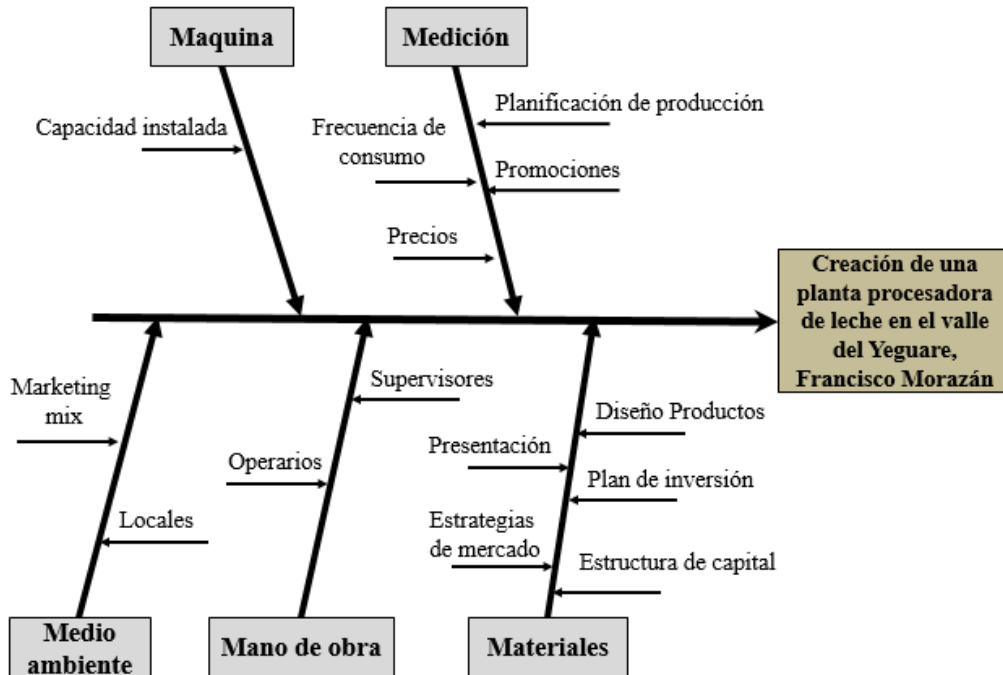 Maquina
Medición
Capacidad instalada
Frecuencia de
consumo
Precios
Planificación de producción
Promociones
Creación de una
planta procesadora
de leche en el valle
del Yeguare,
Francisco Morazán
Marketing
mix
Locales
Supervisores
Operarios
Diseño Productos
Presentación
Plan de inversión
Estrategias
de mercado
Estructura de capital
Medio
ambiente
Mano de obra
Materiales